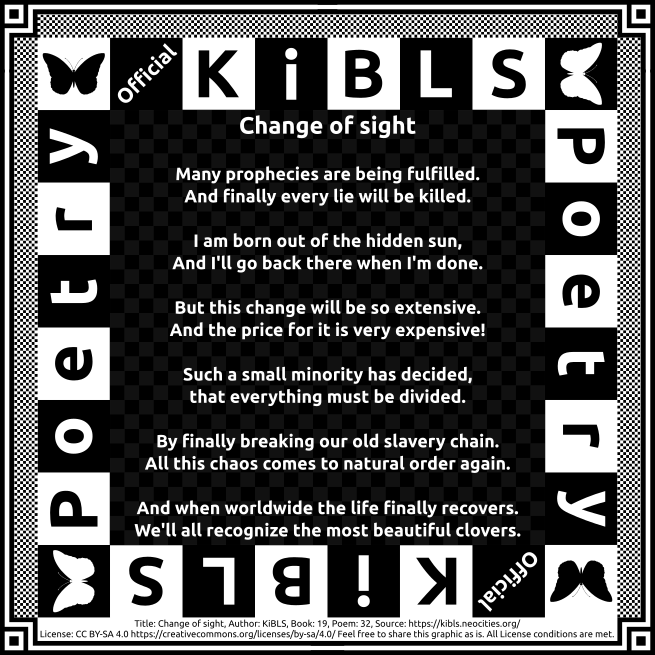 Official KiBLS
Poetry
Poetry
Change of sight
Many prophecies are being fulfilled.
And finally every lie will be killed.
I am born out of the hidden sun,
And I'll go back there when I'm done.
But this change will be so extensive.
And the price for it is very expensive!
Such a small minority has decided,
that everything must be divided.
By finally breaking our old slavery chain.
All this chaos comes to natural order again.
And when worldwide the life finally recovers.
We'll all recognize the most beautiful clovers.
Official KiBLS
Title: Change of sight, Author: KiBLS, Book: 19, Poem: 32, Source: https://kibls.neocities.org/
License: CC BY-SA 4.0 https://creativecommons.org/licenses/by-sa/4.0/ Feel free to share this graphic as is. All License conditions are met.